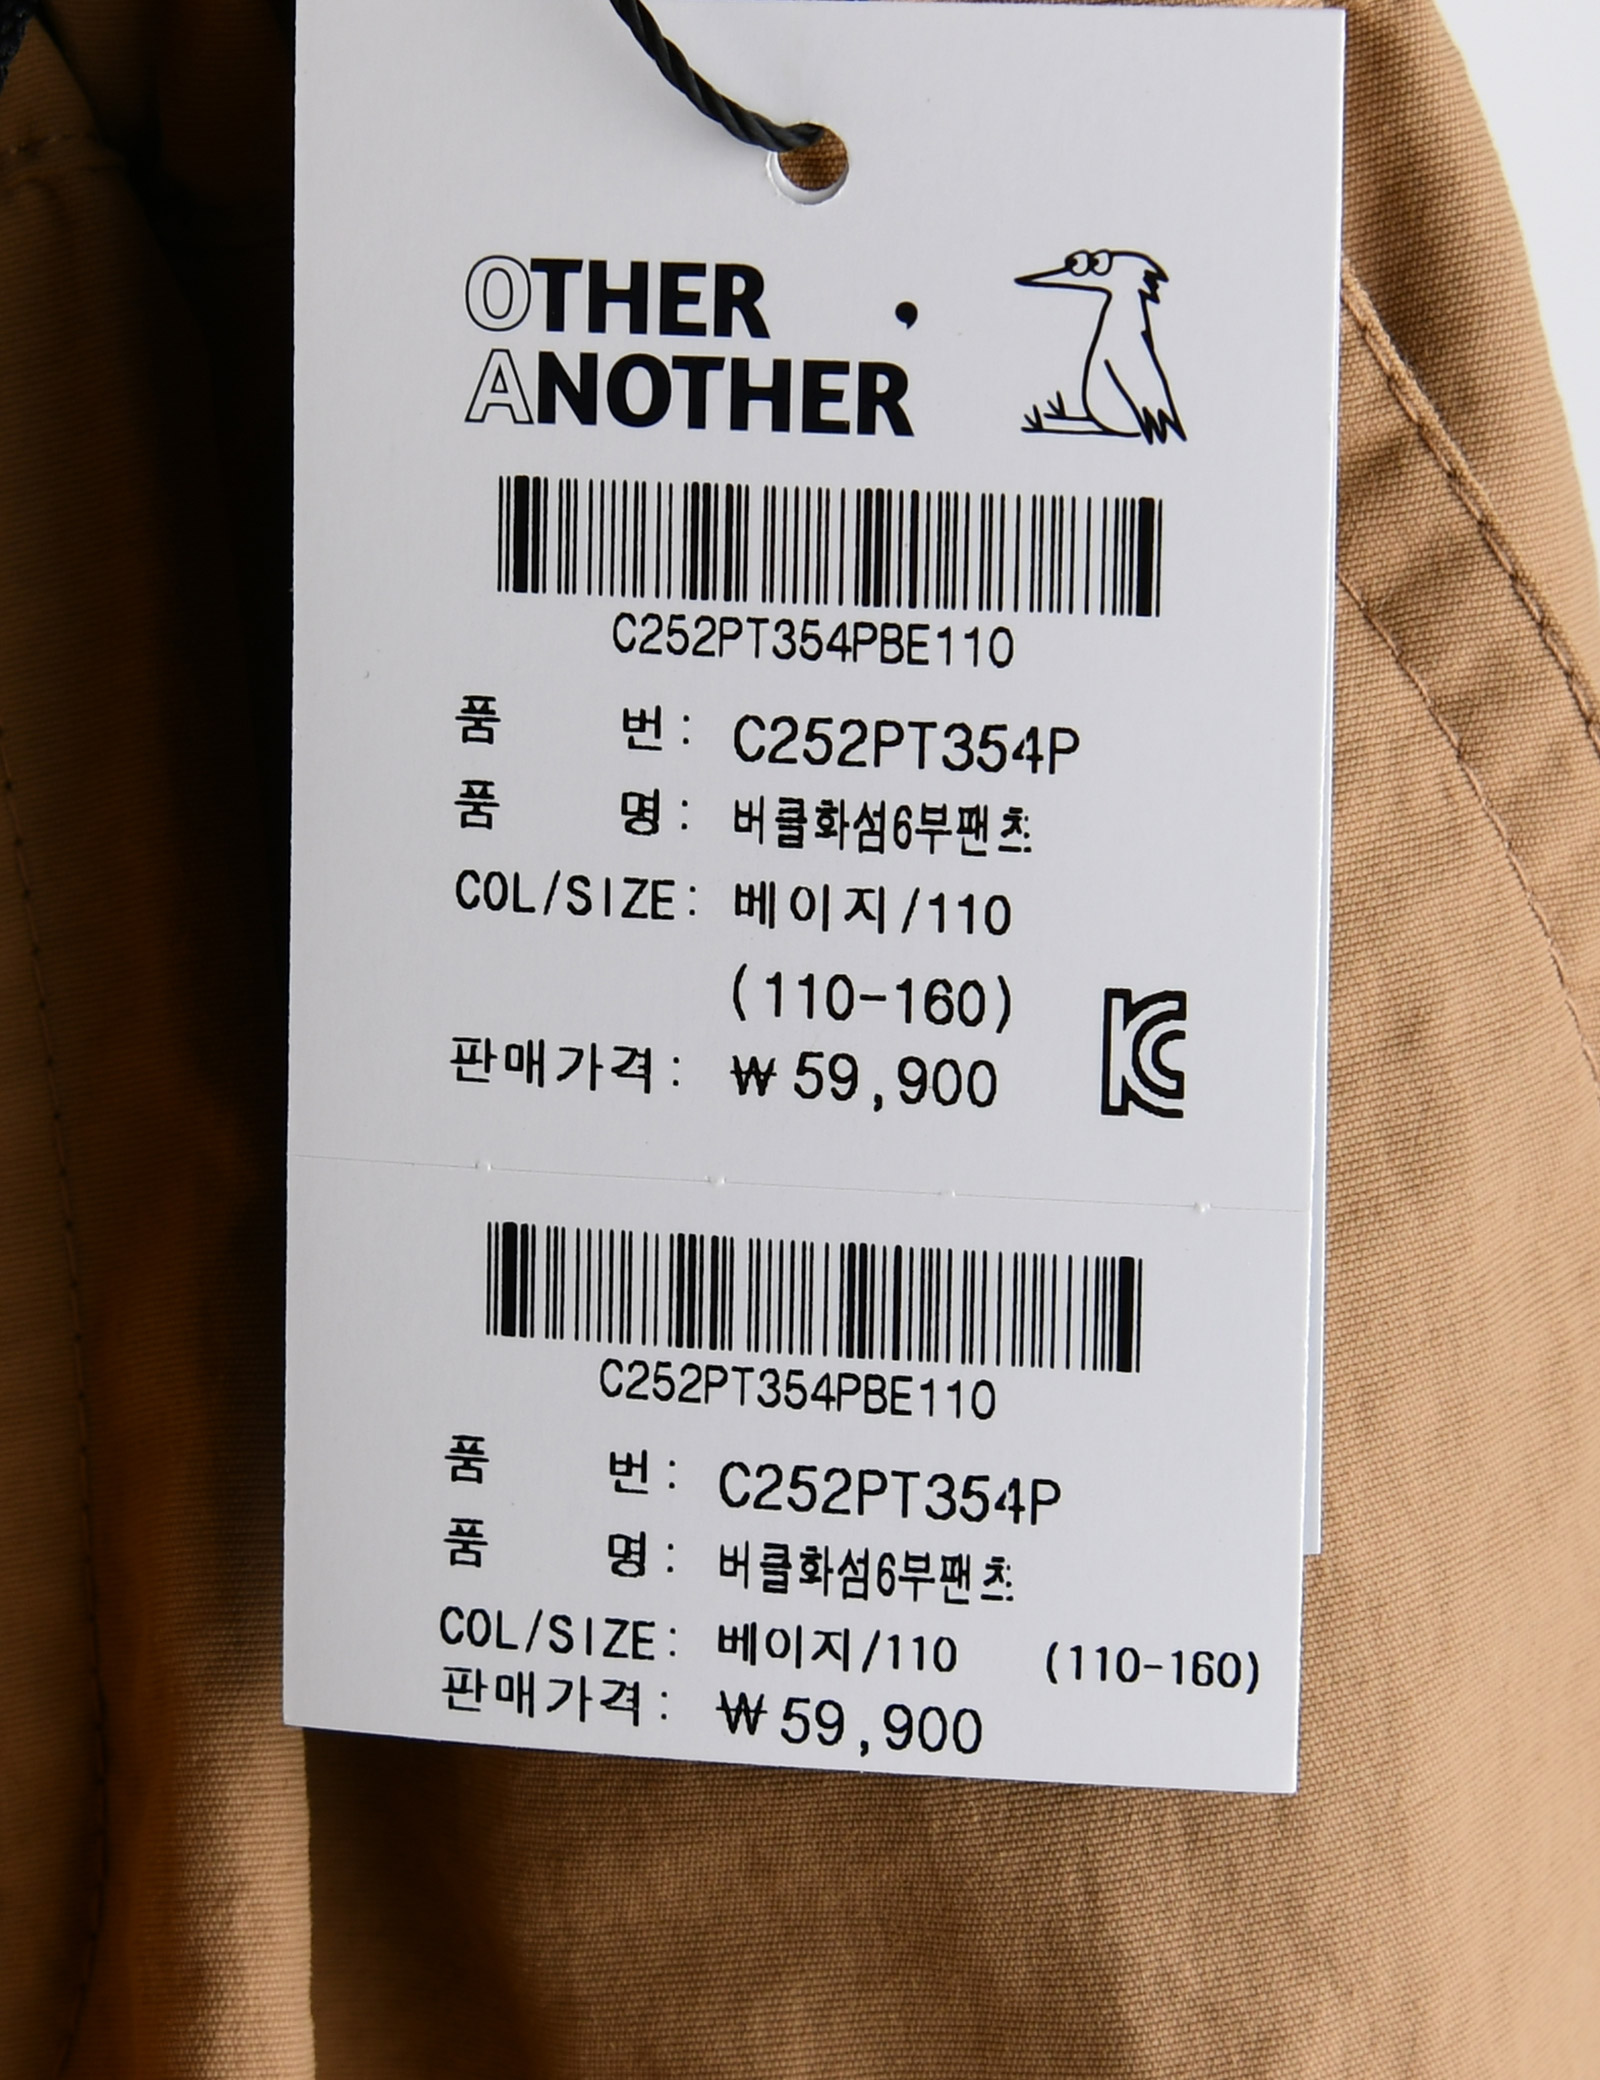 OTHER
ANOTHER
C252PT354PBE110
품 번: C252PT354P
품 명: 버클화섬6부팬츠
COL/SIZE: 베이지/110
(110-160)
판매가격: ₩59,900
C252PT354PBE110
품 번: C252PT354P
품 명: 버클화섬6부팬츠
COL/SIZE: 베이지/110 (110-160)
판매가격: ₩59,900